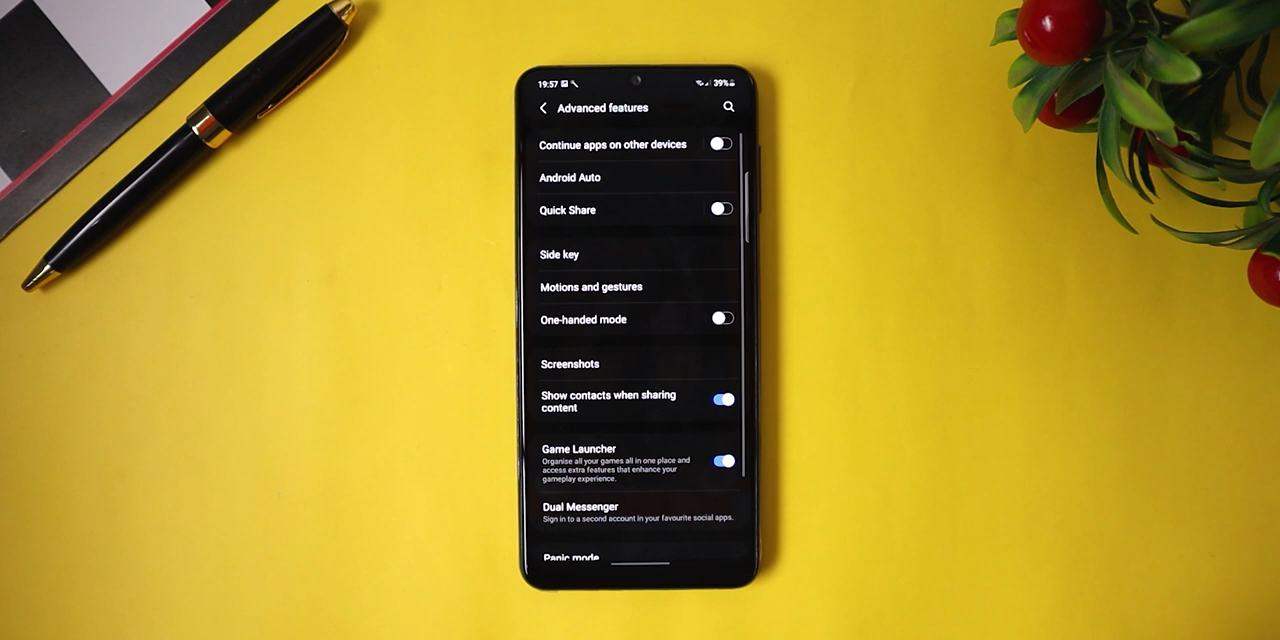 19:57 39%
Advanced features
Continue apps on other devices
Android Auto
Quick Share
Side key
Motions and gestures
One-handed mode
Screenshots
Show contacts when sharing
content
Game Launcher
Organise all your games all in one place and
access extra features that enhance your
gameplay experience.
Dual Messenger
Sign in to a second account in your favourite social apps.
Panic mode